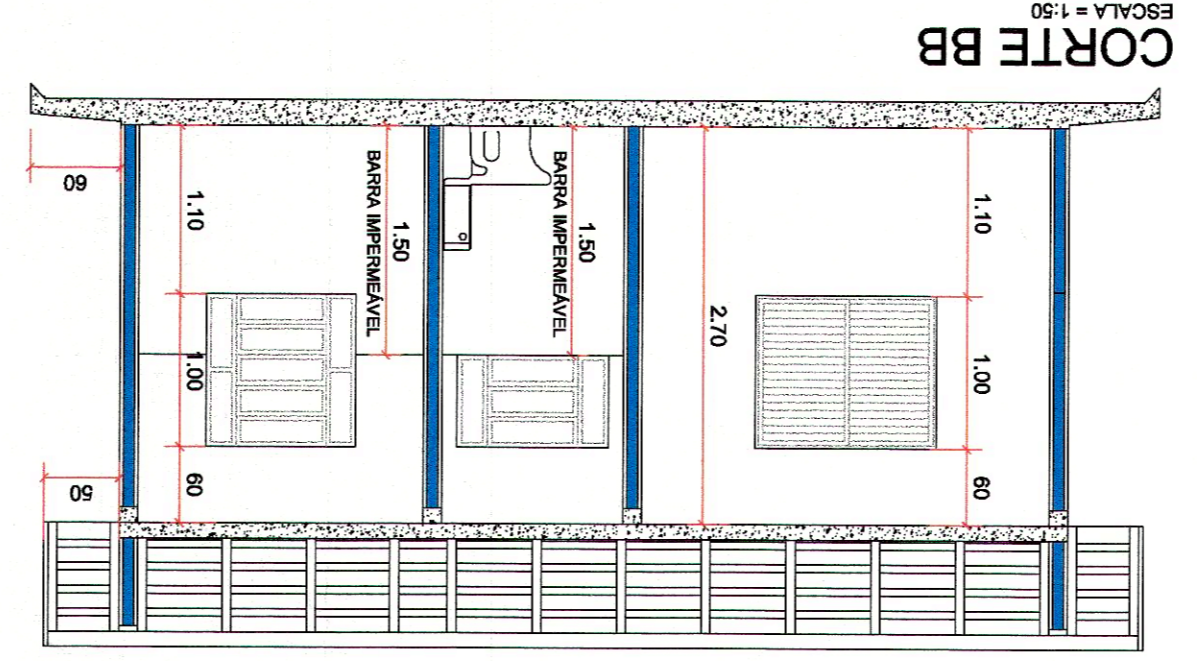 50
60
60
1.00
1.00
2.70
1.50
BARRA IMPERMEÁVEL
1.50
BARRA IMPERMEÁVEL
1.10
1.10
60
CORTE BB
ESCALA = 1:50